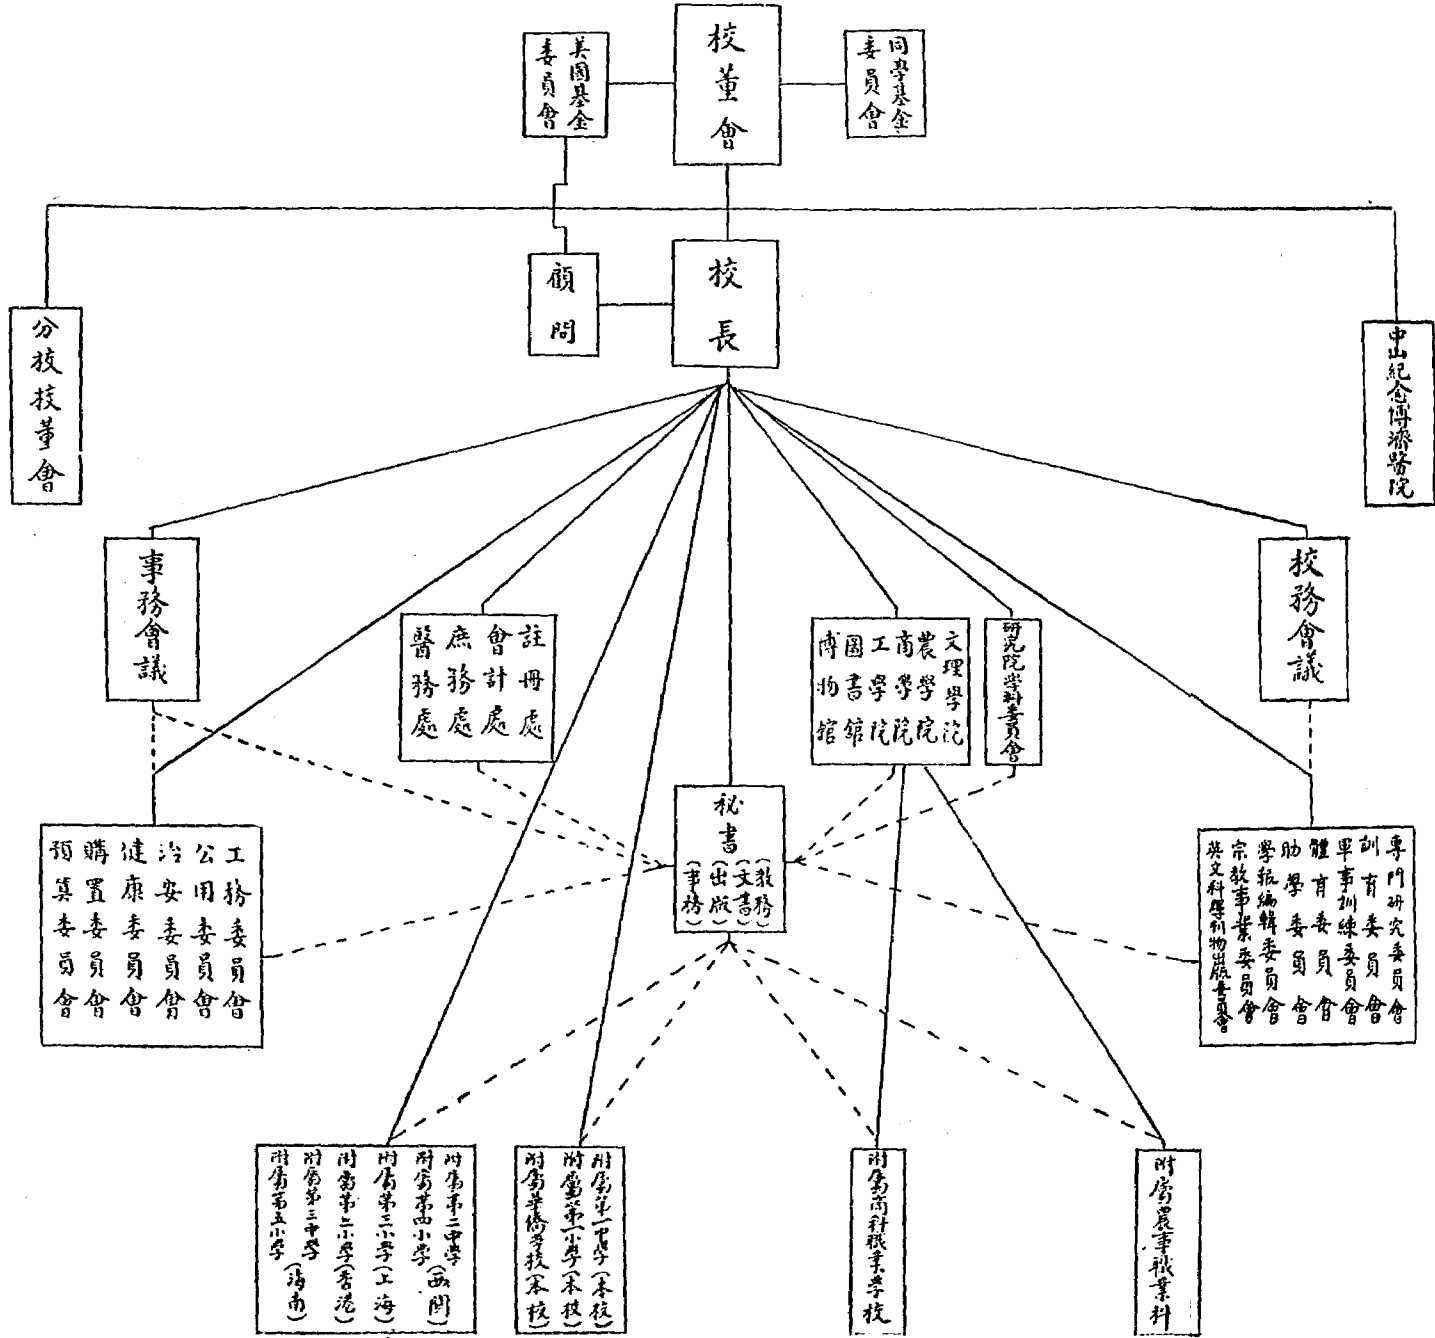 校董會
美國基金
委員會
同學基金
委員會
顧問
校長
分校校董會
中山紀念博濟醫院
事務會議
校務會議
註冊處
會計處
庶務處
醫務處
文理學院
農學院
商學院
工學院
圖書館
博物館
研究院學科委員會
秘書
(教務)
(文書)
(出版)
(事務)
工務委員會
公用委員會
治安委員會
健康委員會
購置委員會
預算委員會
專門研究委員會
訓育委員會
軍事訓練委員會
體育委員會
助學委員會
學報編輯委員會
宗教事業委員會
英文科學刊物出版委員會
附屬第二中學
附屬第四小學(西關)
附屬第三小學(上海)
附屬第二小學(香港)
附屬第三中學
附屬第五小學(海南)
附屬第一中學(本校)
附屬第一小學(本校)
附屬華僑學校(本校)
附屬商科職業學校
附屬農事職業科